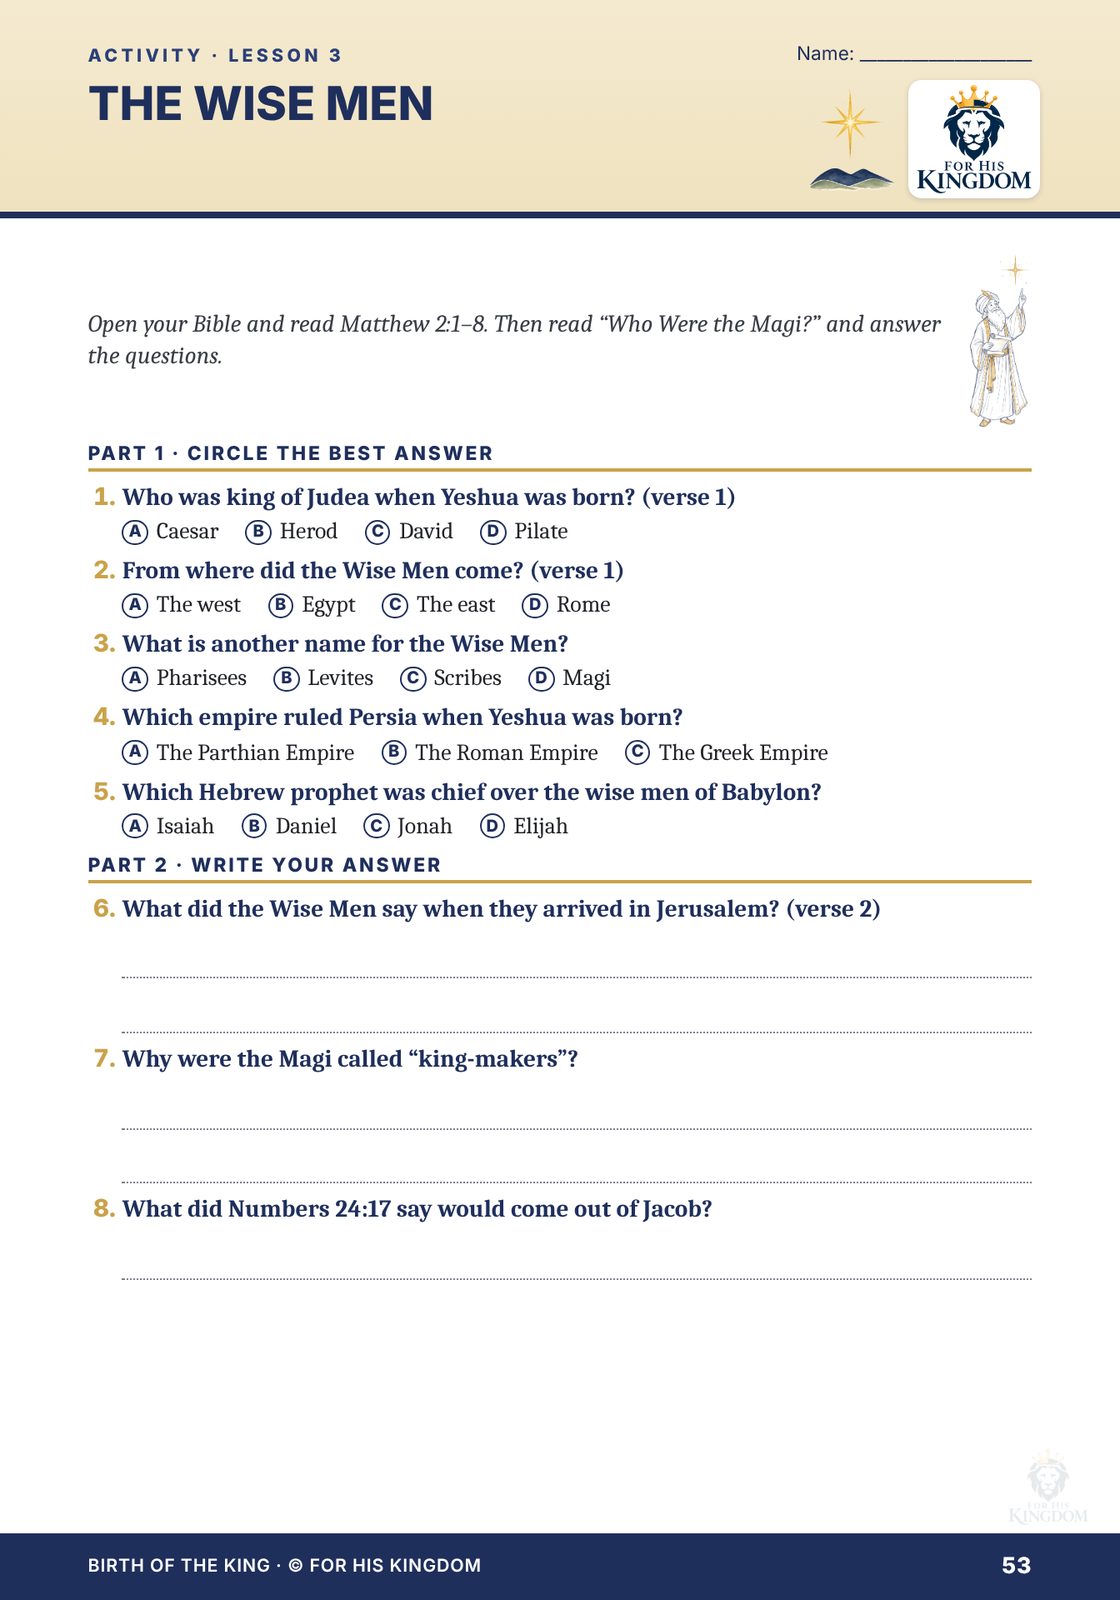 ACTIVITY · LESSON 3
Name: ____________________
THE WISE MEN
FOR HIS
KINGDOM
Open your Bible and read Matthew 2:1–8. Then read “Who Were the Magi?” and answer
the questions.
PART 1 · CIRCLE THE BEST ANSWER
1. Who was king of Judea when Yeshua was born? (verse 1)
A Caesar B Herod C David D Pilate
2. From where did the Wise Men come? (verse 1)
A The west B Egypt C The east D Rome
3. What is another name for the Wise Men?
A Pharisees B Levites C Scribes D Magi
4. Which empire ruled Persia when Yeshua was born?
A The Parthian Empire B The Roman Empire C The Greek Empire
5. Which Hebrew prophet was chief over the wise men of Babylon?
A Isaiah B Daniel C Jonah D Elijah
PART 2 · WRITE YOUR ANSWER
6. What did the Wise Men say when they arrived in Jerusalem? (verse 2)
7. Why were the Magi called “king-makers”?
8. What did Numbers 24:17 say would come out of Jacob?
FOR HIS
KINGDOM
BIRTH OF THE KING · © FOR HIS KINGDOM
53